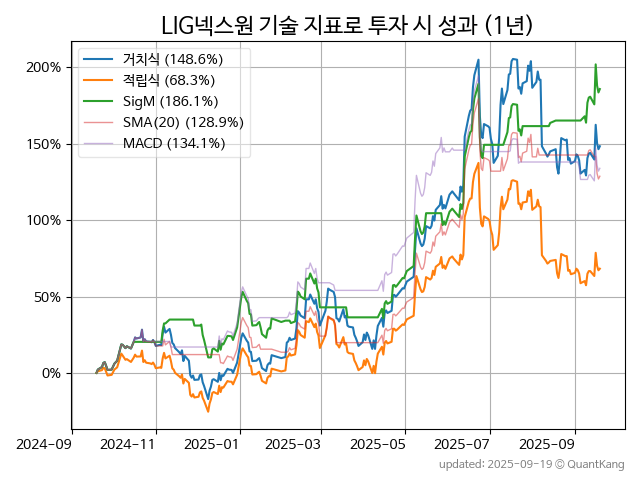 LIG넥스원 기술 지표로 투자 시 성과 (1년)
거치식 (148.6%)
적립식 (68.3%)
SigM (186.1%)
SMA(20) (128.9%)
MACD (134.1%)
200%
150%
100%
50%
0%
2024-09 2024-11 2025-01 2025-03 2025-05 2025-07 2025-09
updated: 2025-09-19 © QuantKang